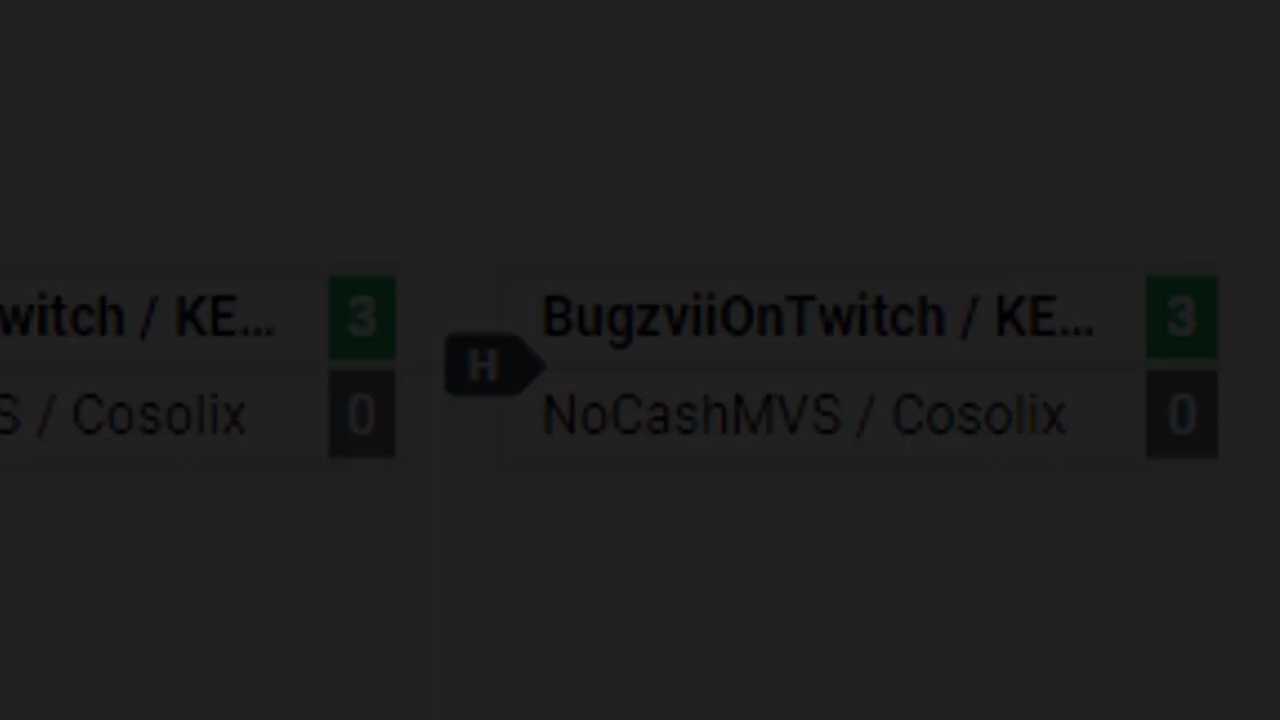 witch / KE... 3 BugzviiOnTwitch / KE... 3
H
S / Cosolix 0 NoCashMVS / Cosolix 0